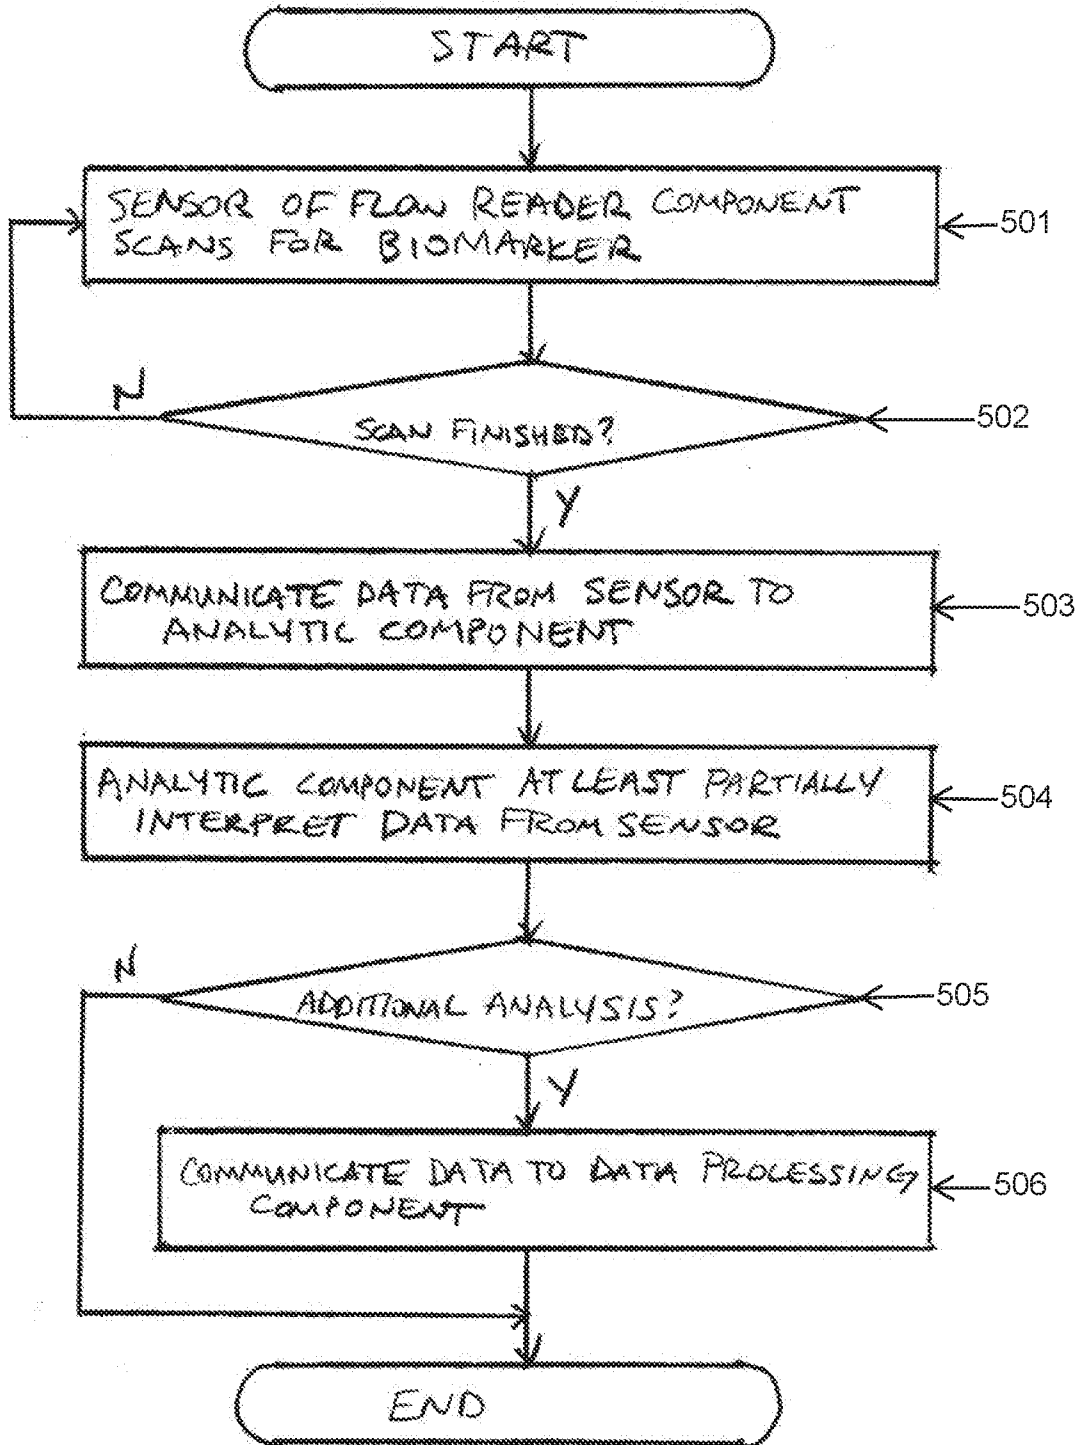 START
SENSOR OF FLOW READER COMPONENT
SCANS FOR BIOMARKER
501
N
SCAN FINISHED?
502
Y
COMMUNICATE DATA FROM SENSOR TO
ANALYTIC COMPONENT
503
ANALYTIC COMPONENT AT LEAST PARTIALLY
INTERPRET DATA FROM SENSOR
504
N
ADDITIONAL ANALYSIS?
505
Y
COMMUNICATE DATA TO DATA PROCESSING
COMPONENT
506
END